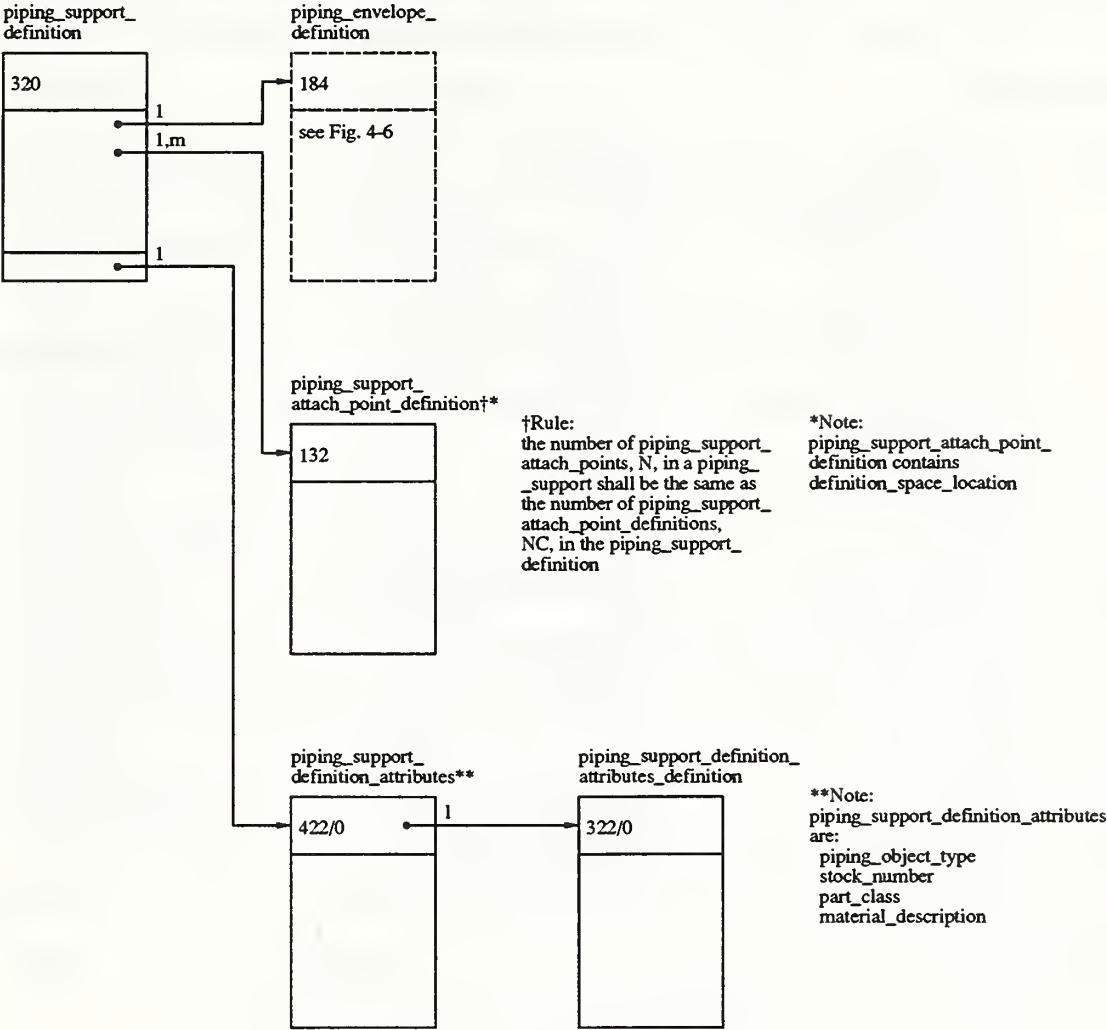 piping_support_
definition
320
1
1,m
1
piping_envelope_
definition
184
see Fig. 4-6
piping_support_
attach_point_definition†*
132
†Rule:
the number of piping_support_
attach_points, N, in a piping_
_support shall be the same as
the number of piping_support_
attach_point_definitions,
NC, in the piping_support_
definition
*Note:
piping_support_attach_point_
definition contains
definition_space_location
piping_support_
definition_attributes**
422/0
1
piping_support_definition_
attributes_definition
322/0
**Note:
piping_support_definition_attributes
are:
piping_object_type
stock_number
part_class
material_description